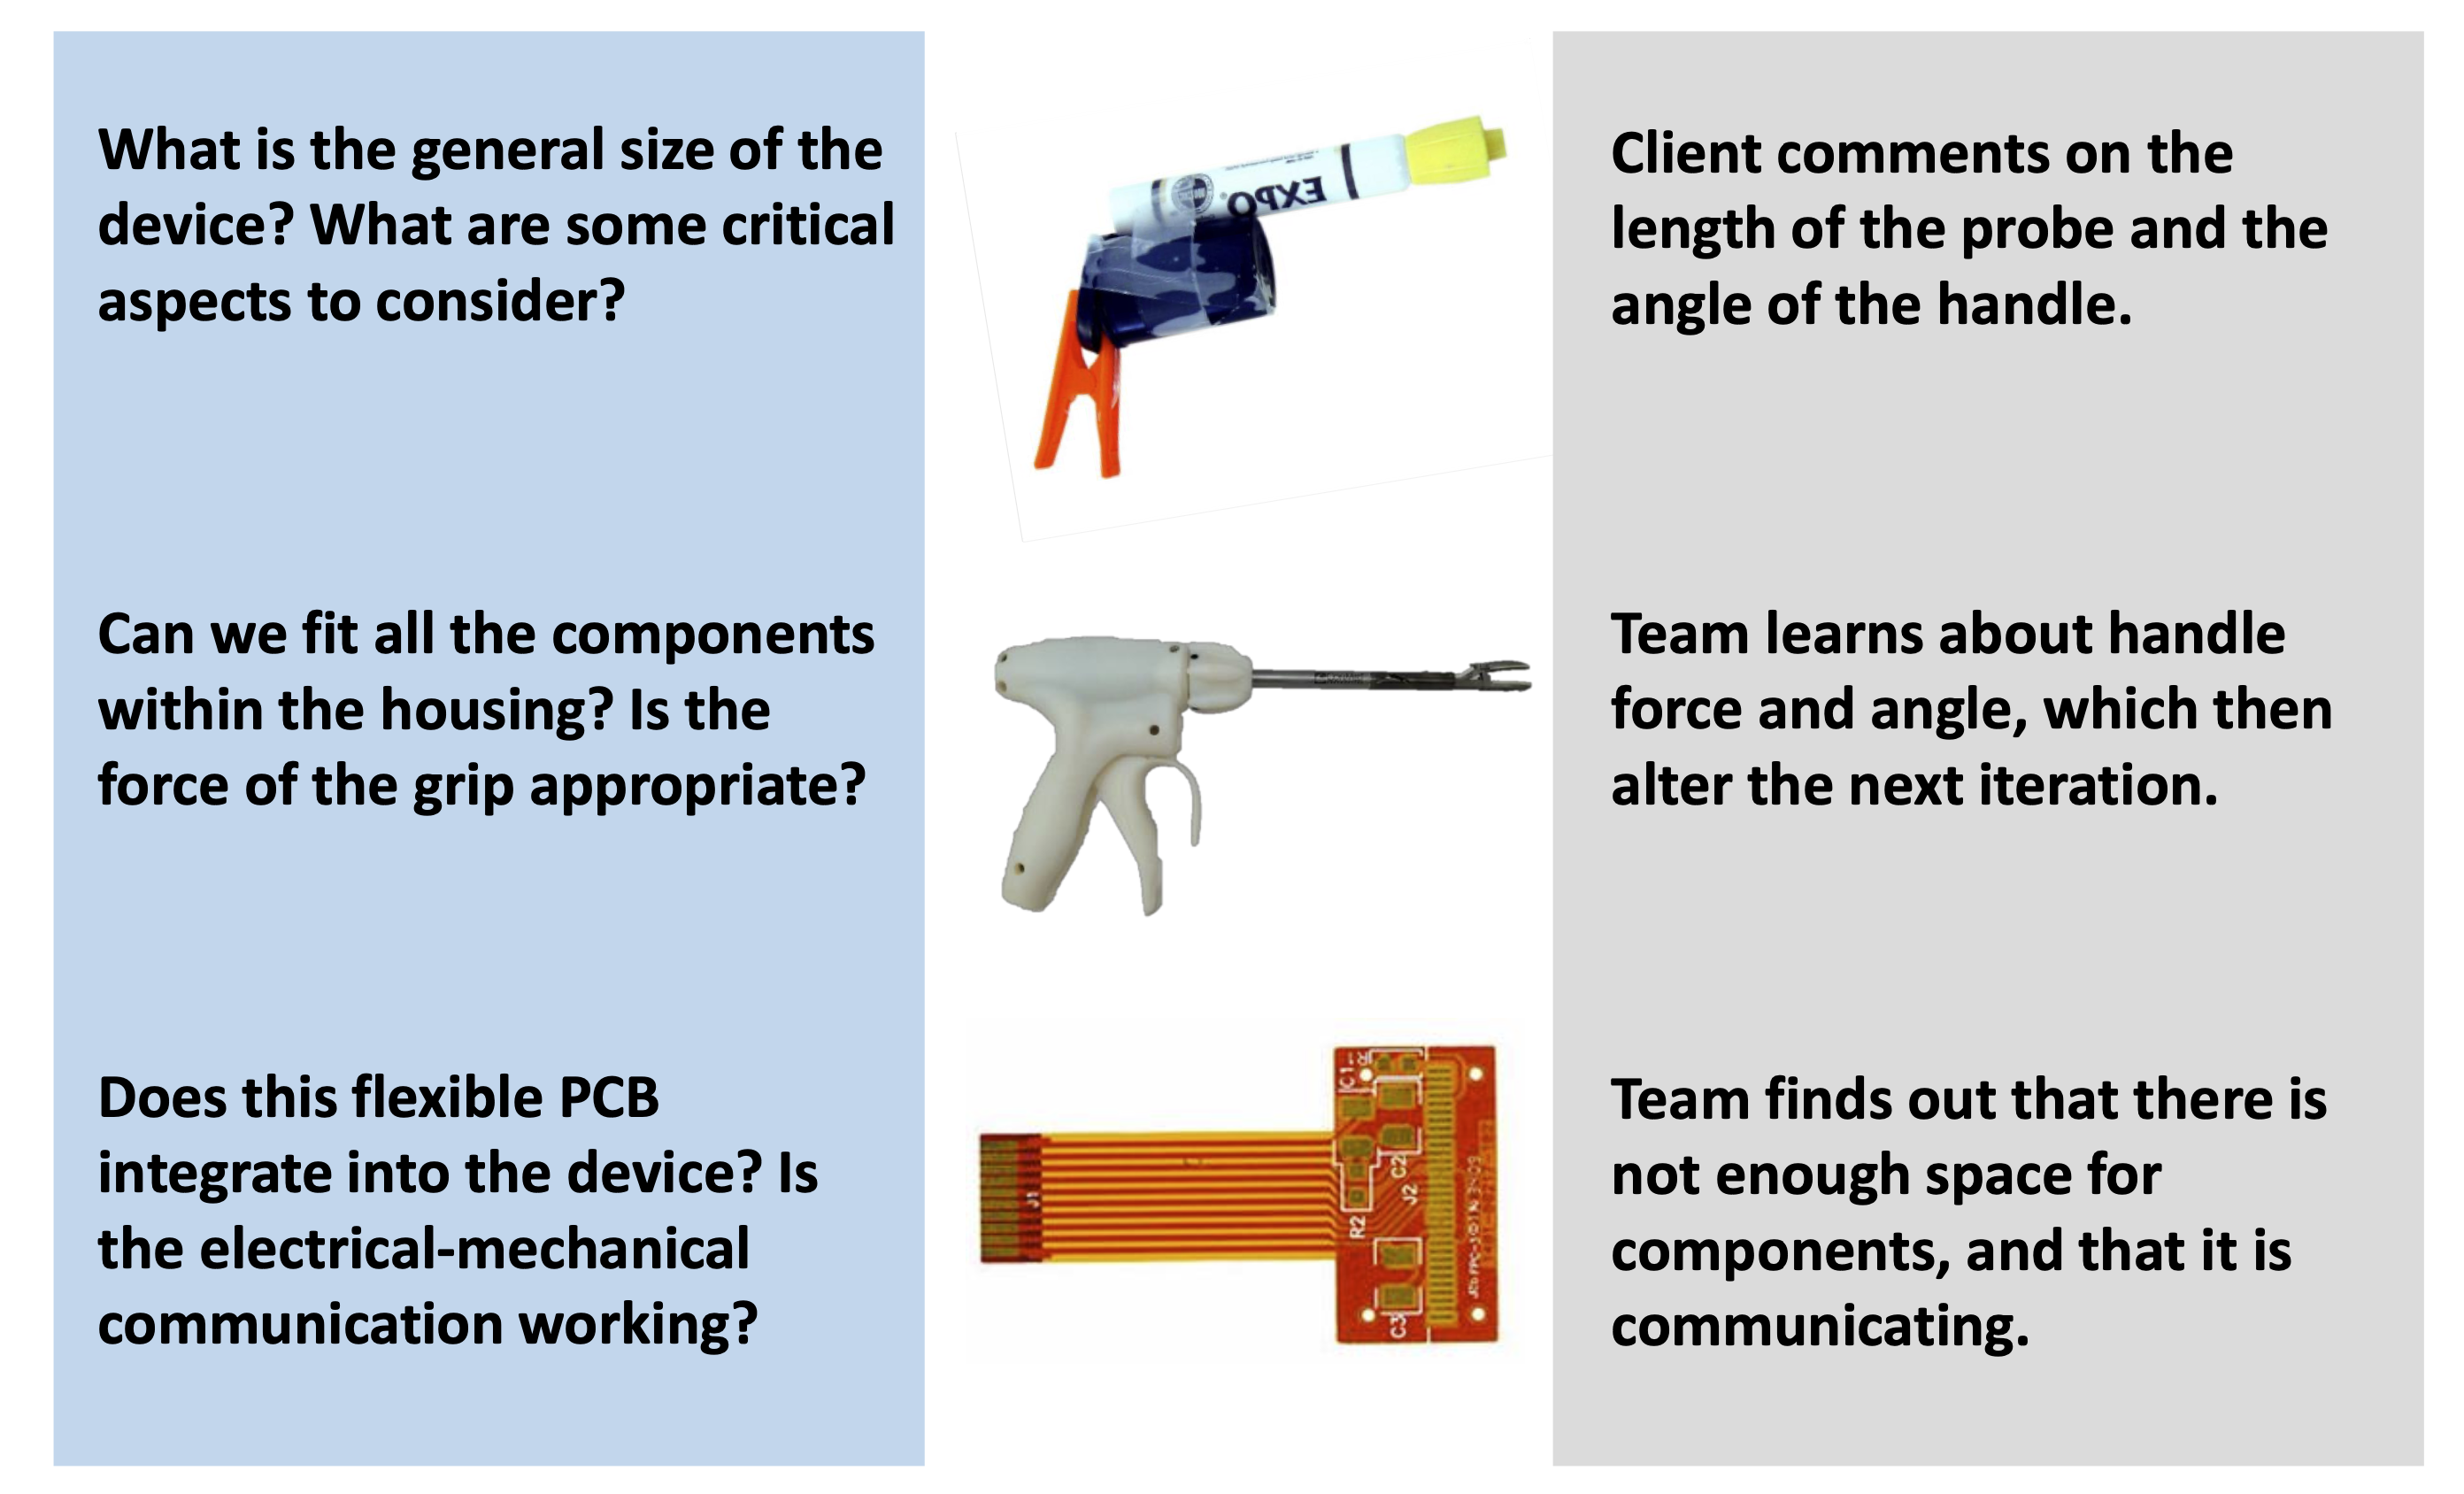 What is the general size of the
device? What are some critical
aspects to consider?
EXPO
Client comments on the
length of the probe and the
angle of the handle.
Can we fit all the components
within the housing? Is the
force of the grip appropriate?
Team learns about handle
force and angle, which then
alter the next iteration.
Does this flexible PCB
integrate into the device? Is
the electrical-mechanical
communication working?
C1
J1
R2
C2
J2
C3
Team finds out that there is
not enough space for
components, and that it is
communicating.